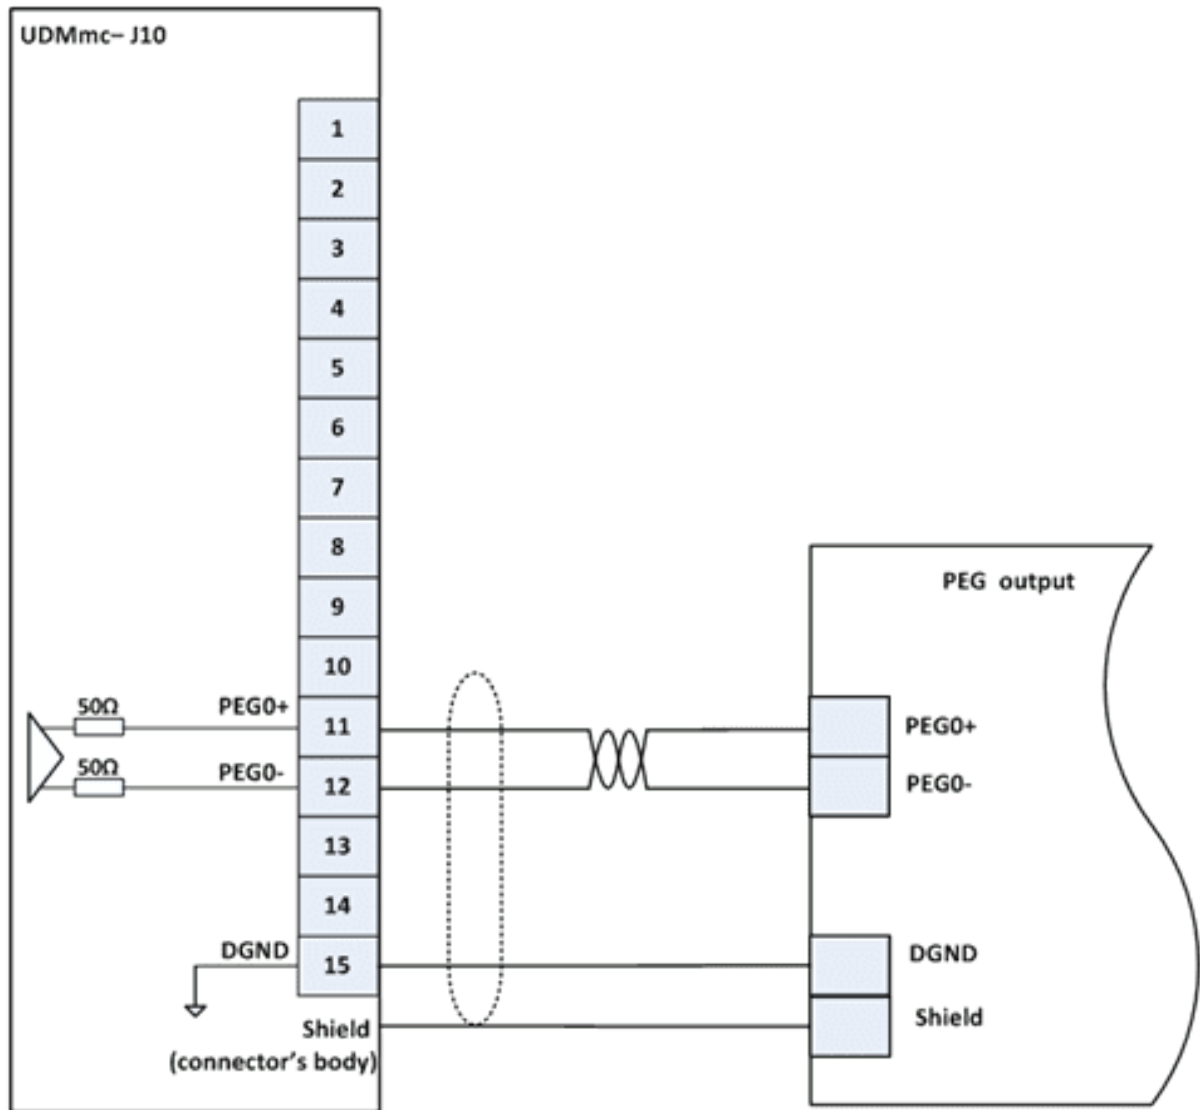 UDMmc– J10
1
2
3
4
5
6
7
8
9
10
11
12
13
14
15
50Ω
PEG0+
50Ω
PEG0-
DGND
Shield
(connector's body)
PEG output
PEG0+
PEG0-
DGND
Shield